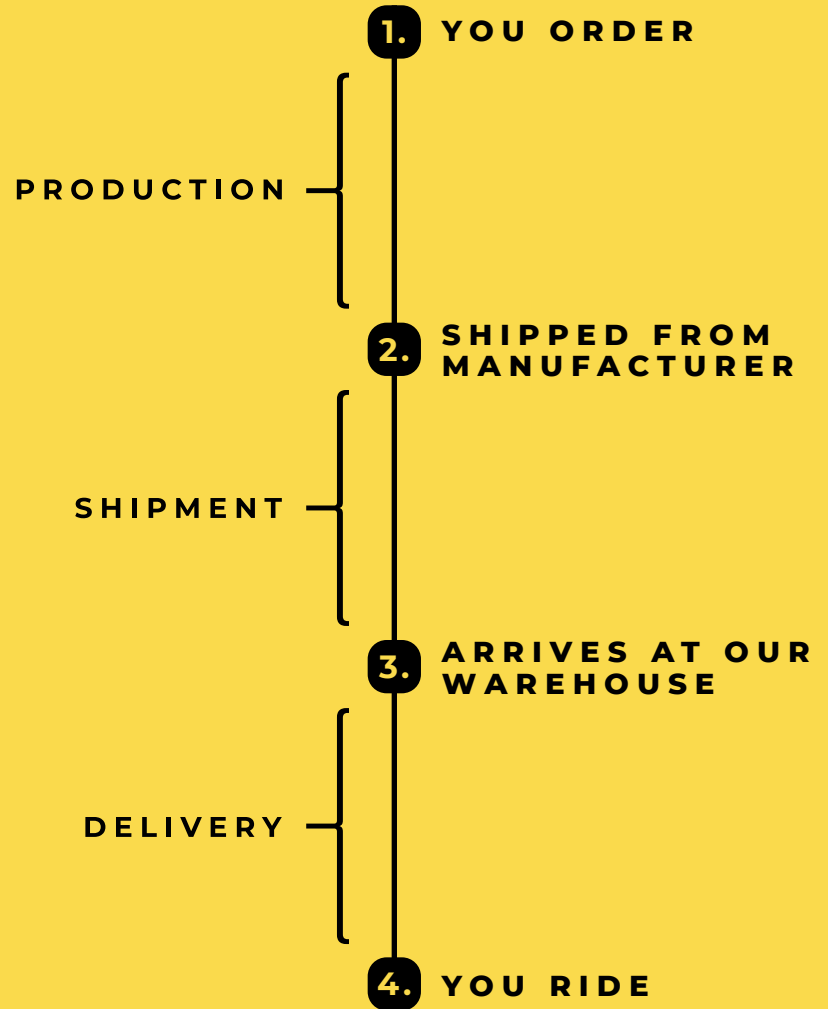 1. YOU ORDER
PRODUCTION
2. SHIPPED FROM
MANUFACTURER
SHIPMENT
3. ARRIVES AT OUR
WAREHOUSE
DELIVERY
4. YOU RIDE